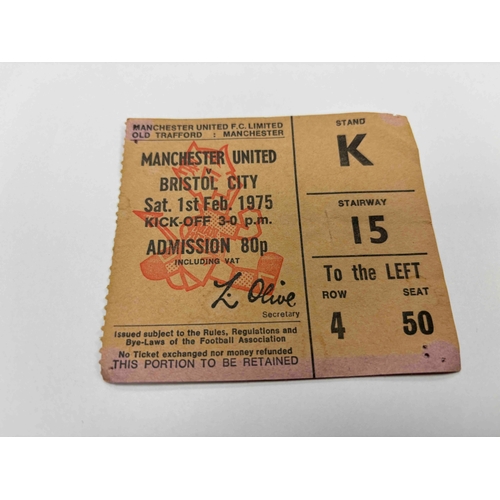 MANCHESTER UNITED F.C. LIMITED
OLD TRAFFORD : MANCHESTER
MANCHESTER UNITED
v
BRISTOL CITY
Sat. 1st Feb. 1975
KICK-OFF 3-0 p.m.
ADMISSION 80p
INCLUDING VAT
L. Olive
Secretary
Issued subject to the Rules, Regulations and
Bye-Laws of the Football Association
No Ticket exchanged nor money refunded
THIS PORTION TO BE RETAINED
STAND
K
STAIRWAY
15
To the LEFT
ROW SEAT
4 50